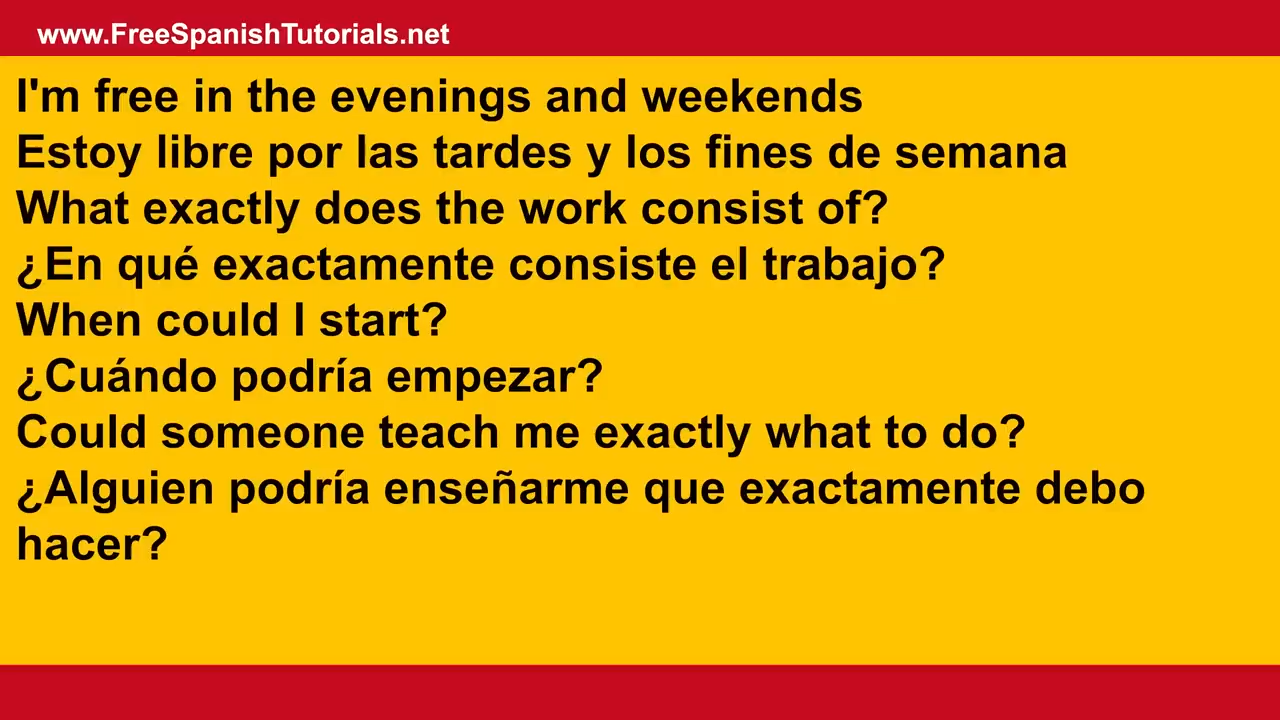 www.FreeSpanishTutorials.net
I'm free in the evenings and weekends
Estoy libre por las tardes y los fines de semana
What exactly does the work consist of?
¿En qué exactamente consiste el trabajo?
When could I start?
¿Cuándo podría empezar?
Could someone teach me exactly what to do?
¿Alguien podría enseñarme que exactamente debo
hacer?